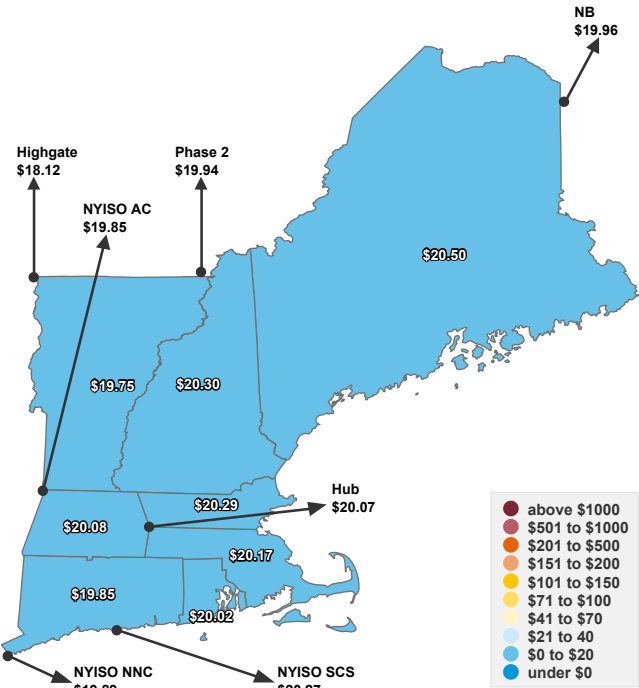 NB
$19.96
Highgate
$18.12
Phase 2
$19.94
NYISO AC
$19.85
$20.50
$19.75
$20.30
Hub
$20.07
$20.29
$20.08
$20.17
$19.85
$20.02
NYISO NNC
NYISO SCS
above $1000
$501 to $1000
$201 to $500
$151 to $200
$101 to $150
$71 to $100
$41 to $70
$21 to 40
$0 to $20
under $0